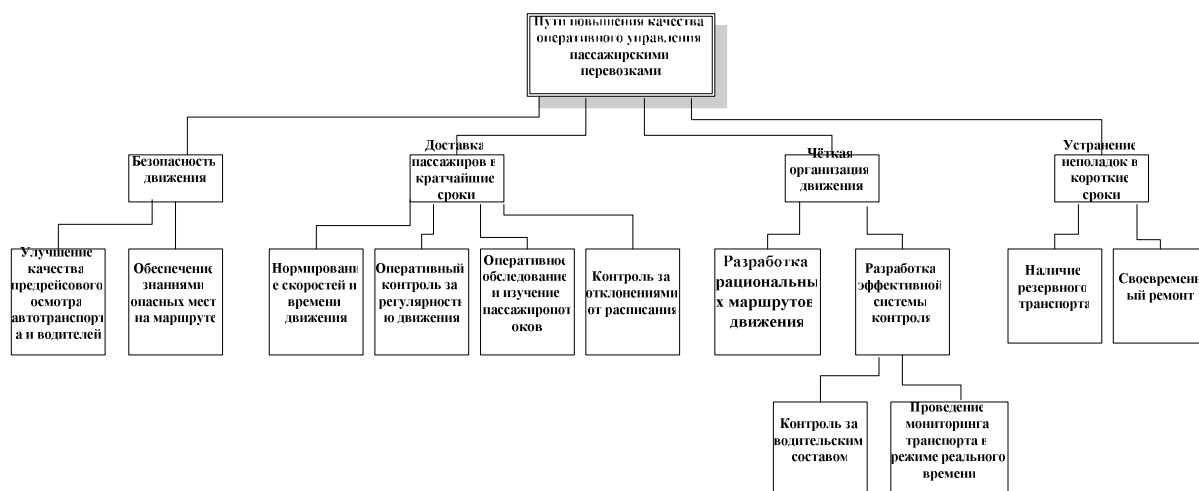 Пути повышения качества
оперативного управления
пассажирскими
перевозками
Безопасность
движения
Доставка
пассажиров в
кратчайшие
сроки
Чёткая
организация
движения
Устранение
неполадок в
короткие
сроки
Улучшение
качества
предрейсового
осмотра
автотранспорт
а и водителей
Обеспечение
знаниями
опасных мест
на маршруте
Нормировани
е скоростей и
времени
движения
Оперативный
контроль за
регулярность
ю движения
Оперативное
обследование
и изучение
пассажиропот
оков
Контроль за
отклонениями
от расписания
Разработка
рациональны
х маршрутов
движения
Разработка
эффективной
системы
контроля
Наличие
резервного
транспорта
Своевременн
ый ремонт
Контроль за
водительским
составом
Проведение
мониторинга
транспорта в
режиме реального
времени